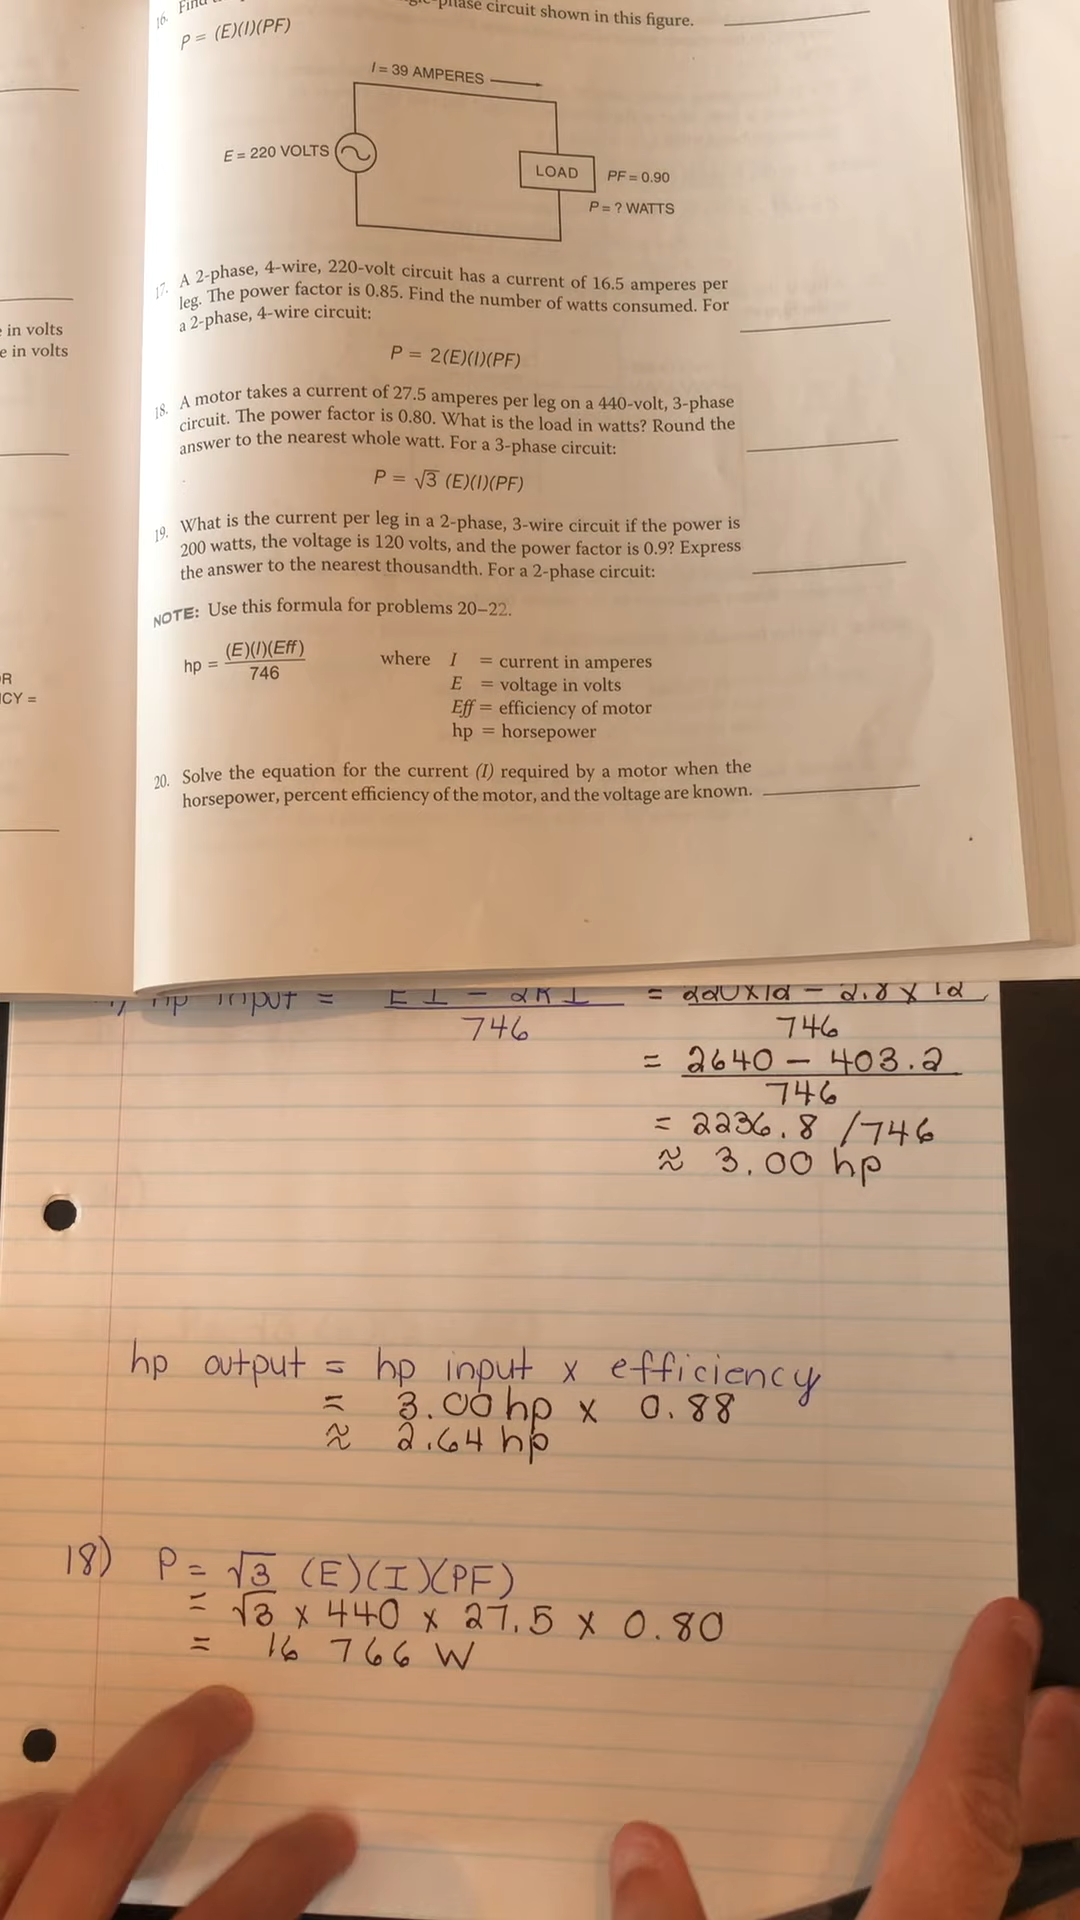 16. Find
-phase circuit shown in this figure.
P = (E)(I)(PF)
I = 39 AMPERES
E = 220 VOLTS
LOAD
PF = 0.90
P = ? WATTS
17. A 2-phase, 4-wire, 220-volt circuit has a current of 16.5 amperes per
leg. The power factor is 0.85. Find the number of watts consumed. For
a 2-phase, 4-wire circuit:
P = 2(E)(I)(PF)
in volts
e in volts
18. A motor takes a current of 27.5 amperes per leg on a 440-volt, 3-phase
circuit. The power factor is 0.80. What is the load in watts? Round the
answer to the nearest whole watt. For a 3-phase circuit:
P = √3 (E)(I)(PF)
19. What is the current per leg in a 2-phase, 3-wire circuit if the power is
200 watts, the voltage is 120 volts, and the power factor is 0.9? Express
the answer to the nearest thousandth. For a 2-phase circuit:
NOTE: Use this formula for problems 20–22.
hp = (E)(I)(Eff)
746
where I = current in amperes
E = voltage in volts
Eff = efficiency of motor
hp = horsepower
OR
CY =
20. Solve the equation for the current (I) required by a motor when the
horsepower, percent efficiency of the motor, and the voltage are known.
hp input =
746
746
= 2640 - 403.2
746
= 2236.8 /746
≈ 3.00 hp
hp output = hp input x efficiency
= 3.00 hp x 0.88
≈ 2.64 hp
18) P = √3 (E)(I)(PF)
= √3 x 440 x 27.5 x 0.80
= 16 766 W